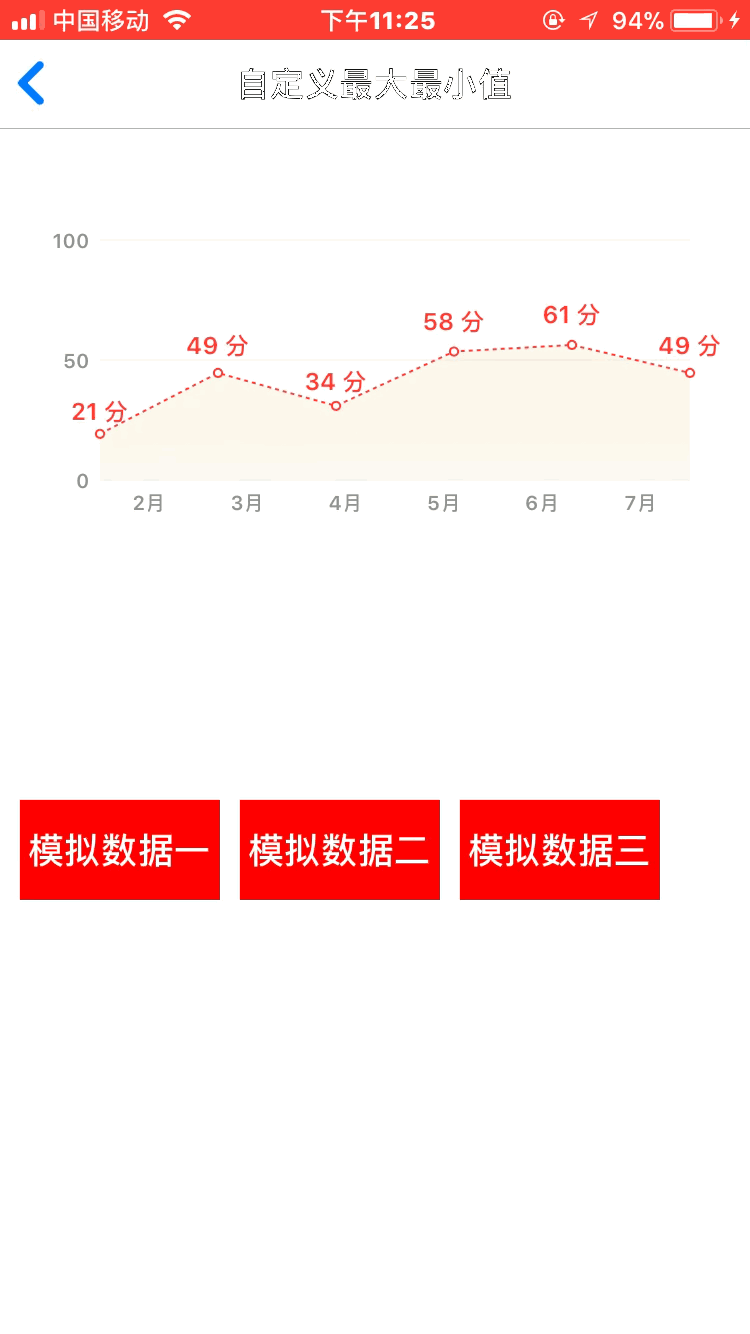 中国移动 下午11:25 94%
自定义最大最小值
100
58 分 61 分
49 分 49 分
50
34 分
21 分
0
2月 3月 4月 5月 6月 7月
模拟数据一 模拟数据二 模拟数据三